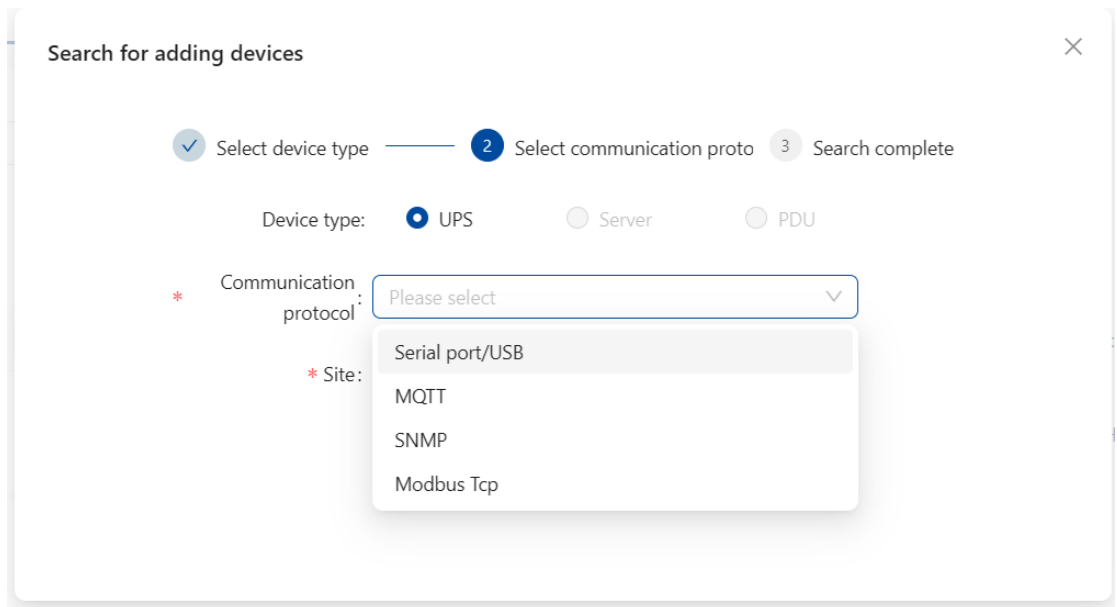 Search for adding devices
Select device type 2 Select communication proto 3 Search complete
Device type: UPS Server PDU
* Communication protocol :
Please select
Serial port/USB
* Site:
MQTT
SNMP
Modbus Tcp